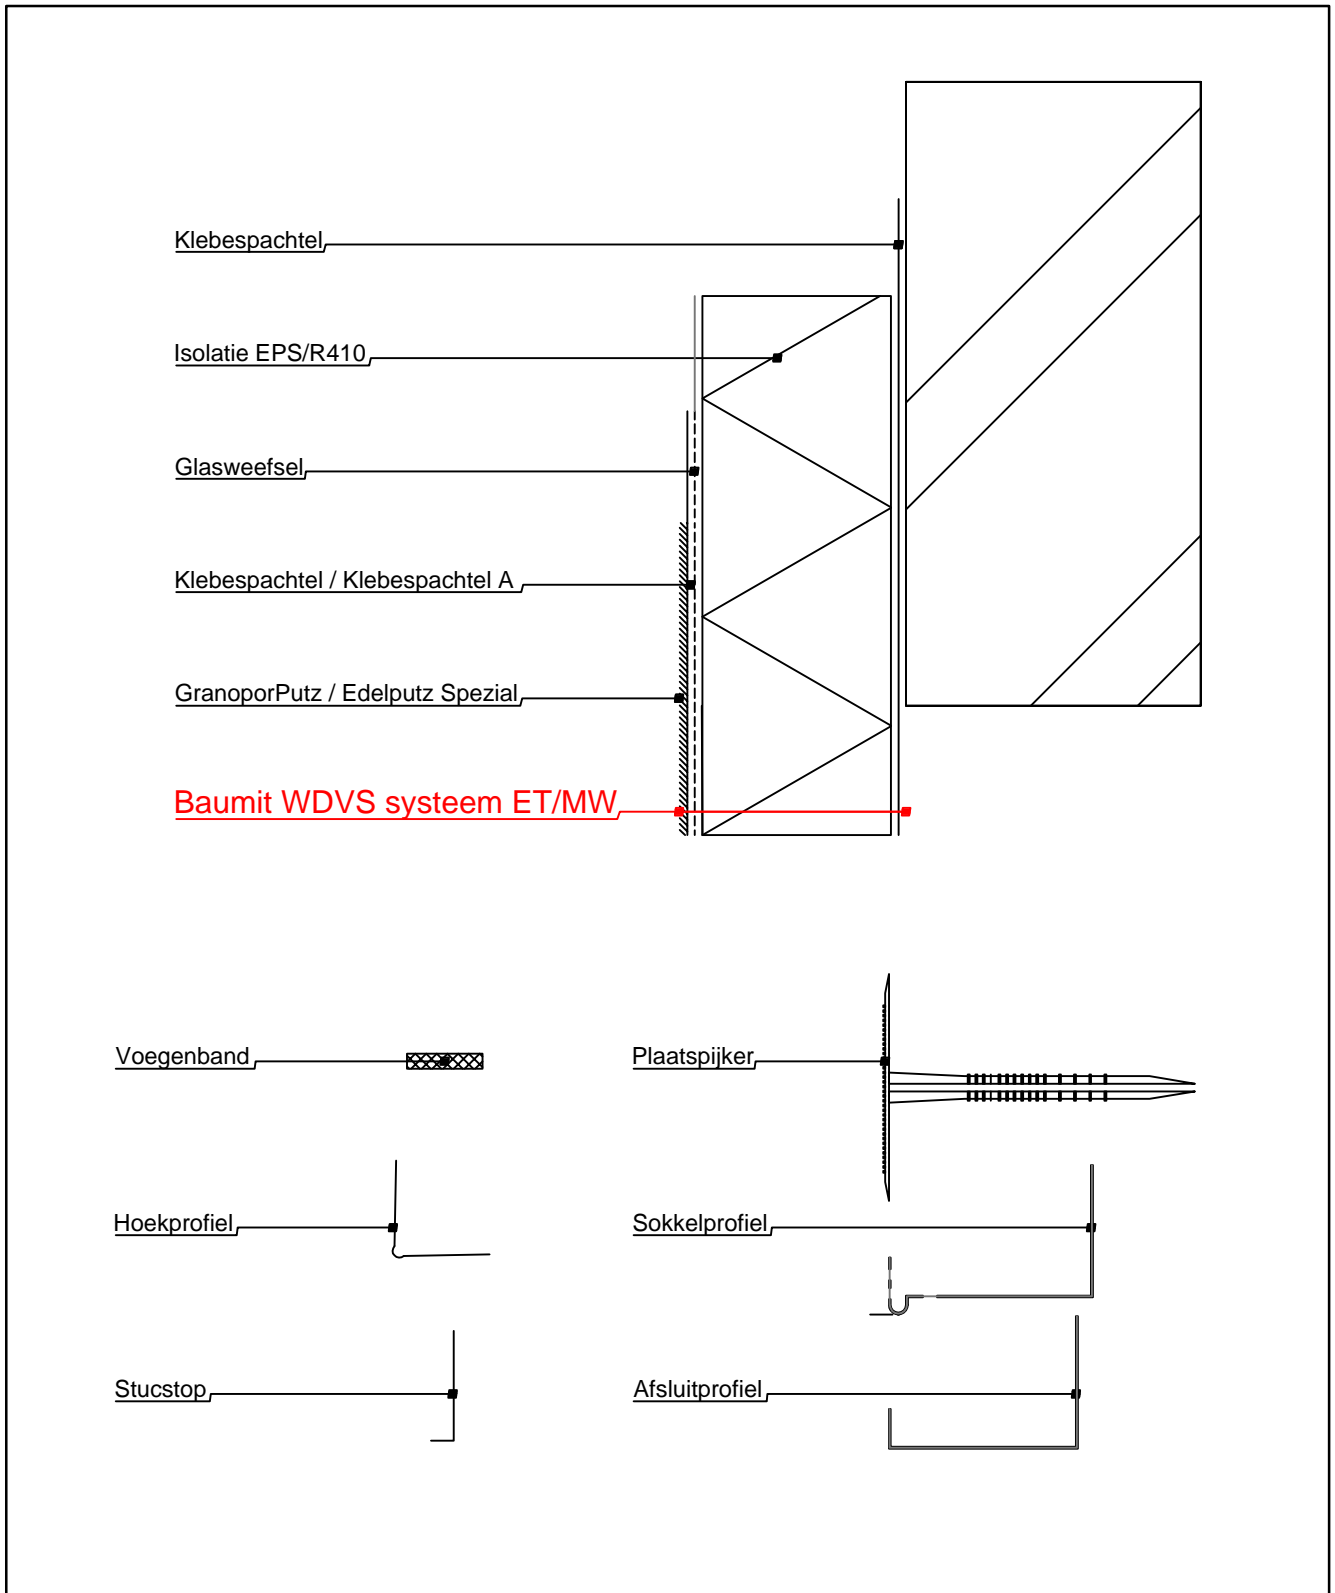 Klebespachtel
Isolatie EPS/R410
Glasweefsel
Klebespachtel / Klebespachtel A
GranoporPutz / Edelputz Spezial
Baumit WDVS systeem ET/MW
Voegenband
Plaatspijker
Hoekprofiel
Sokkelprofiel
Stucstop
Afsluitprofiel